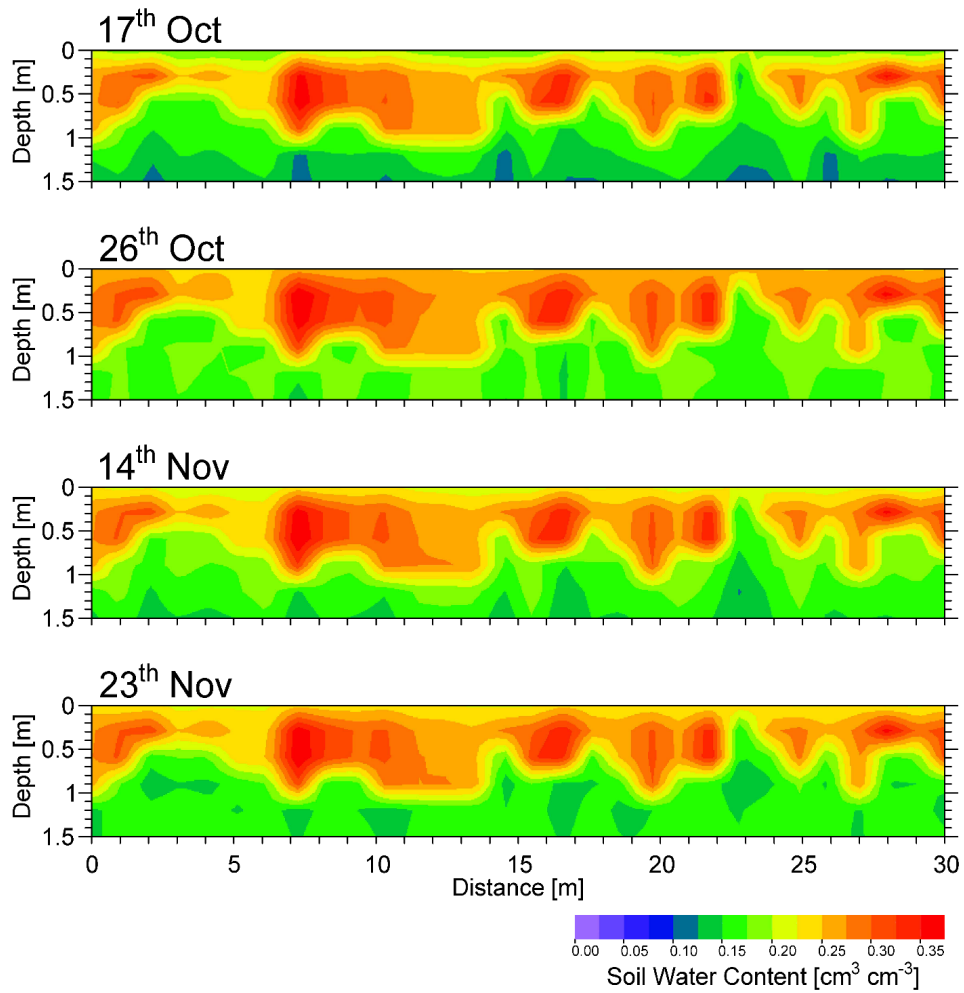 17th Oct
0
0.5
1
1.5
Depth [m]
26th Oct
0
0.5
1
1.5
Depth [m]
14th Nov
0
0.5
1
1.5
Depth [m]
23rd Nov
0
0.5
1
1.5
Depth [m]
0 5 10 15 20 25 30
Distance [m]
0.00 0.05 0.10 0.15 0.20 0.25 0.30 0.35
Soil Water Content [cm³ cm⁻³]